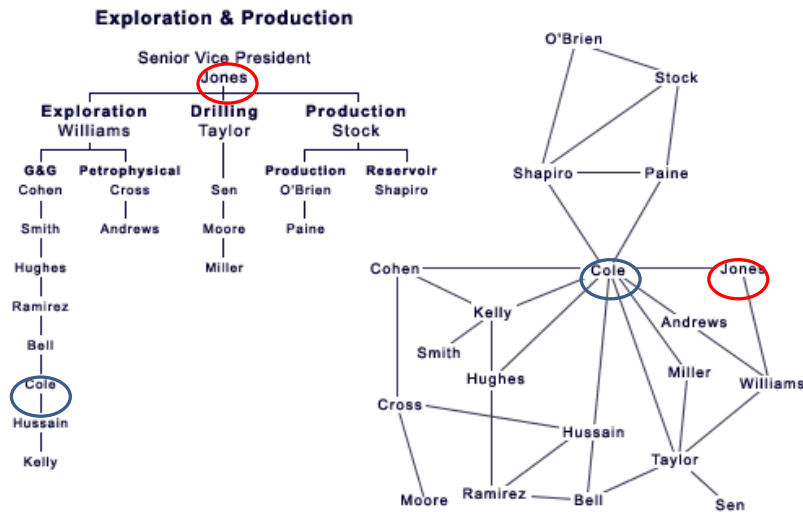 Exploration & Production
Senior Vice President
Jones
Exploration Drilling Production
Williams Taylor Stock
G&G Petrophysical Production Reservoir
Cohen Cross Sen O'Brien Shapiro
Smith Andrews Moore Paine
Hughes Miller
Ramirez
Bell
Cole
Hussain
Kelly
O'Brien
Stock
Shapiro Paine
Cohen Cole Jones
Kelly Andrews
Smith
Hughes Miller Williams
Cross
Hussain
Taylor
Moore Ramirez Bell Sen